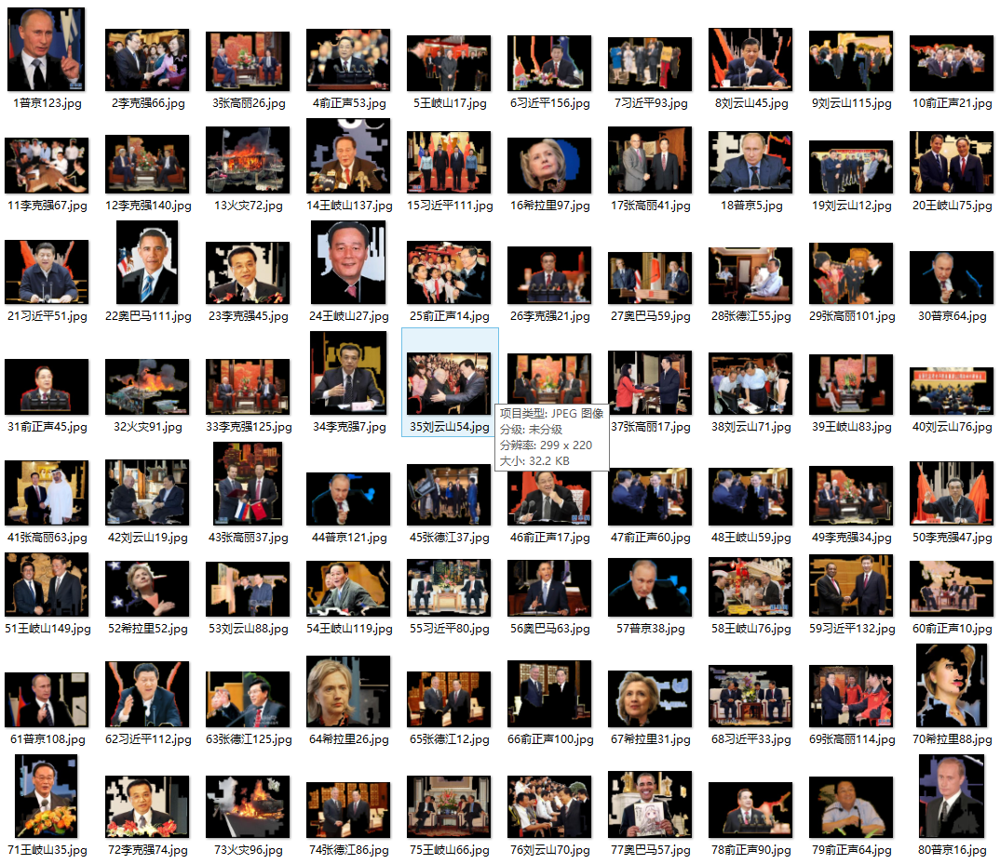 1普京123.jpg
2李克强66.jpg
3张高丽26.jpg
4俞正声53.jpg
5王岐山17.jpg
6习近平156.jpg
7习近平93.jpg
8刘云山45.jpg
9刘云山115.jpg
10俞正声21.jpg
11李克强67.jpg
12李克强140.jpg
13火灾72.jpg
14王岐山137.jpg
15习近平111.jpg
16希拉里97.jpg
17张高丽41.jpg
18普京5.jpg
19刘云山12.jpg
20王岐山75.jpg
21习近平51.jpg
22奥巴马111.jpg
23李克强45.jpg
24王岐山27.jpg
25俞正声14.jpg
26李克强21.jpg
27奥巴马59.jpg
28张德江55.jpg
29张高丽101.jpg
30普京64.jpg
31俞正声45.jpg
32火灾91.jpg
33李克强125.jpg
34李克强7.jpg
35刘云山54.jpg
项目类型: JPEG 图像
分级: 未分级
分辨率: 299 x 220
大小: 32.2 KB
37张高丽17.jpg
38刘云山71.jpg
39王岐山83.jpg
40刘云山76.jpg
41张高丽63.jpg
42刘云山19.jpg
43张高丽37.jpg
44普京121.jpg
45张德江37.jpg
46俞正声17.jpg
47俞正声60.jpg
48王岐山59.jpg
49李克强34.jpg
50李克强47.jpg
51王岐山149.jpg
52希拉里52.jpg
53刘云山88.jpg
54王岐山119.jpg
55习近平80.jpg
56奥巴马63.jpg
57普京38.jpg
58王岐山76.jpg
59习近平132.jpg
60俞正声10.jpg
61普京108.jpg
62习近平112.jpg
63张德江125.jpg
64希拉里26.jpg
65张德江12.jpg
66俞正声100.jpg
67希拉里31.jpg
68习近平33.jpg
69张高丽114.jpg
70希拉里88.jpg
71王岐山35.jpg
72李克强74.jpg
73火灾96.jpg
74张德江86.jpg
75王岐山66.jpg
76刘云山70.jpg
77奥巴马57.jpg
78俞正声90.jpg
79俞正声64.jpg
80普京16.jpg